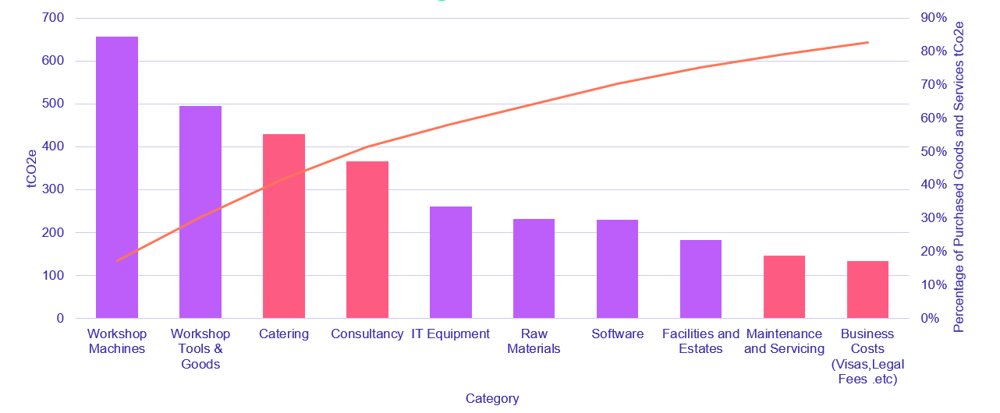 700
600
500
400
300
200
100
0
tCO2e
90%
80%
70%
60%
50%
40%
30%
20%
10%
0%
Percentage of Purchased Goods and Services tCo2e
Workshop
Machines
Workshop
Tools &
Goods
Catering
Consultancy
IT Equipment
Raw
Materials
Software
Facilities and
Estates
Maintenance
and Servicing
Business
Costs
(Visas,Legal
Fees .etc)
Category